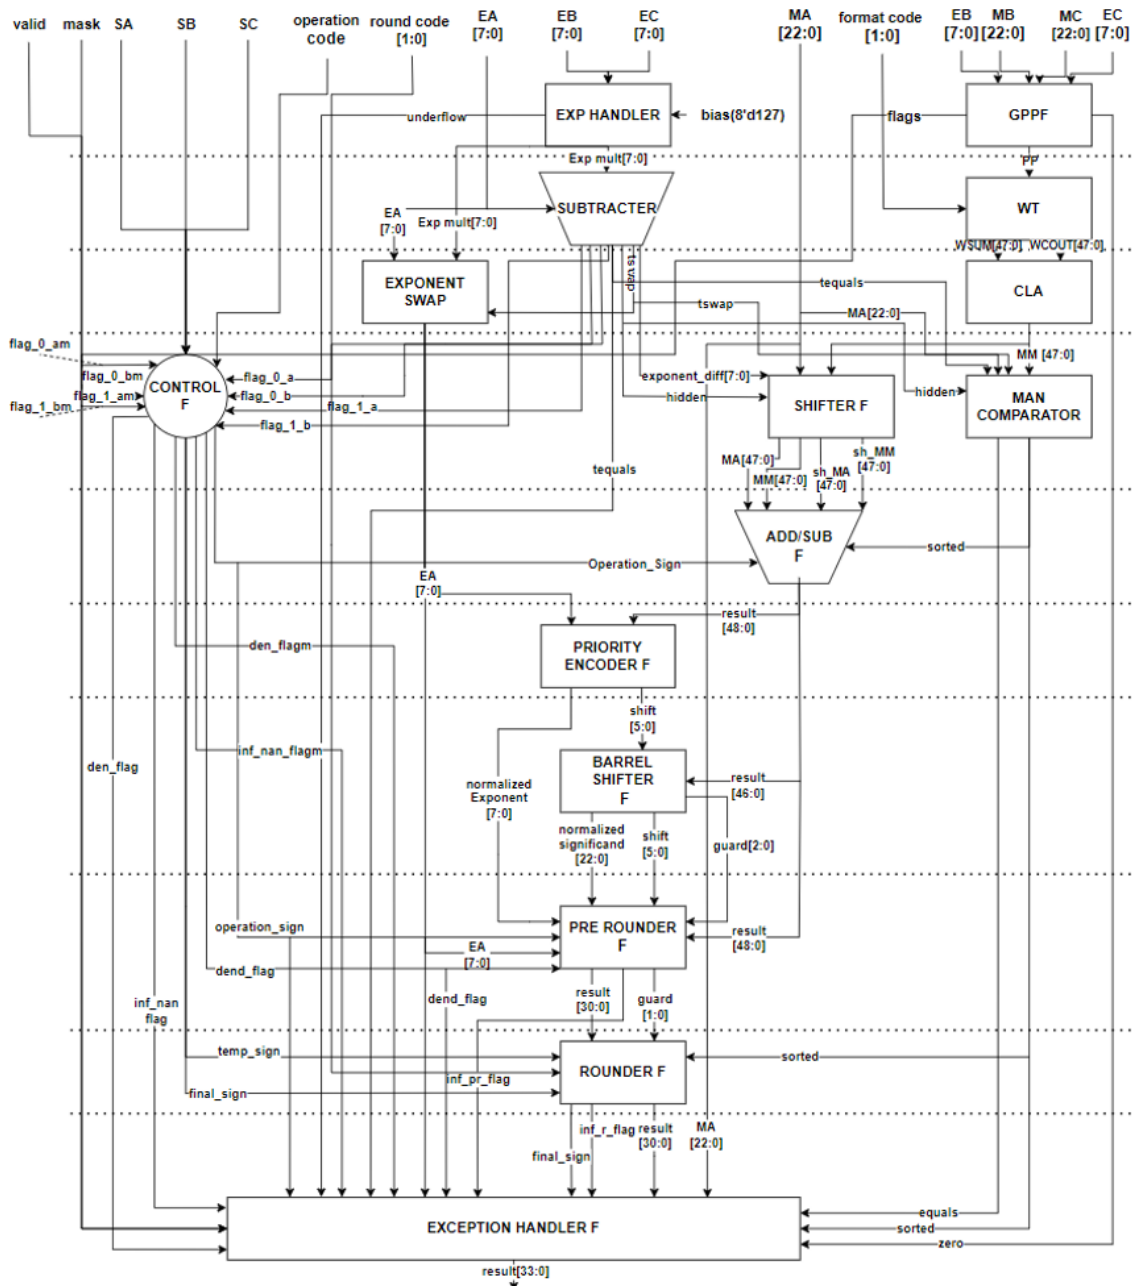 valid
mask
SA
SB
SC
operation
code
round code
[1:0]
EA
[7:0]
EB
[7:0]
EC
[7:0]
MA
[22:0]
format code
[1:0]
EB
[7:0]
MB
[22:0]
MC
[22:0]
EC
[7:0]
EXP HANDLER
underflow
bias(8'd127)
flags
GPPF
Exp mult[7:0]
PP
SUBTRACTER
WT
EA
[7:0]
Exp mult[7:0]
WSUM[47:0]
WCOUT[47:0]
EXPONENT
SWAP
tswap
tequals
tswap
CLA
MA[22:0]
flag_0_am
flag_0_bm
flag_1_am
flag_1_bm
CONTROL
F
flag_0_a
flag_0_b
flag_1_a
flag_1_b
exponent_diff[7:0]
hidden
SHIFTER F
MM [47:0]
hidden
MAN
COMPARATOR
MA[47:0]
MM[47:0]
sh_MA
[47:0]
sh_MM
[47:0]
tequals
ADD/SUB
F
sorted
Operation_Sign
EA
[7:0]
result
[48:0]
PRIORITY
ENCODER F
den_flagm
shift
[5:0]
inf_nan_flagm
den_flag
BARREL
SHIFTER
F
result
[46:0]
normalized
Exponent
[7:0]
normalized
significand
[22:0]
shift
[5:0]
guard[2:0]
operation_sign
PRE ROUNDER
F
result
[48:0]
EA
[7:0]
dend_flag
inf_nan
flag
dend_flag
result
[30:0]
guard
[1:0]
temp_sign
ROUNDER F
sorted
inf_pr_flag
final_sign
final_sign
inf_r_flag
result
[30:0]
MA
[22:0]
EXCEPTION HANDLER F
equals
sorted
zero
result[33:0]